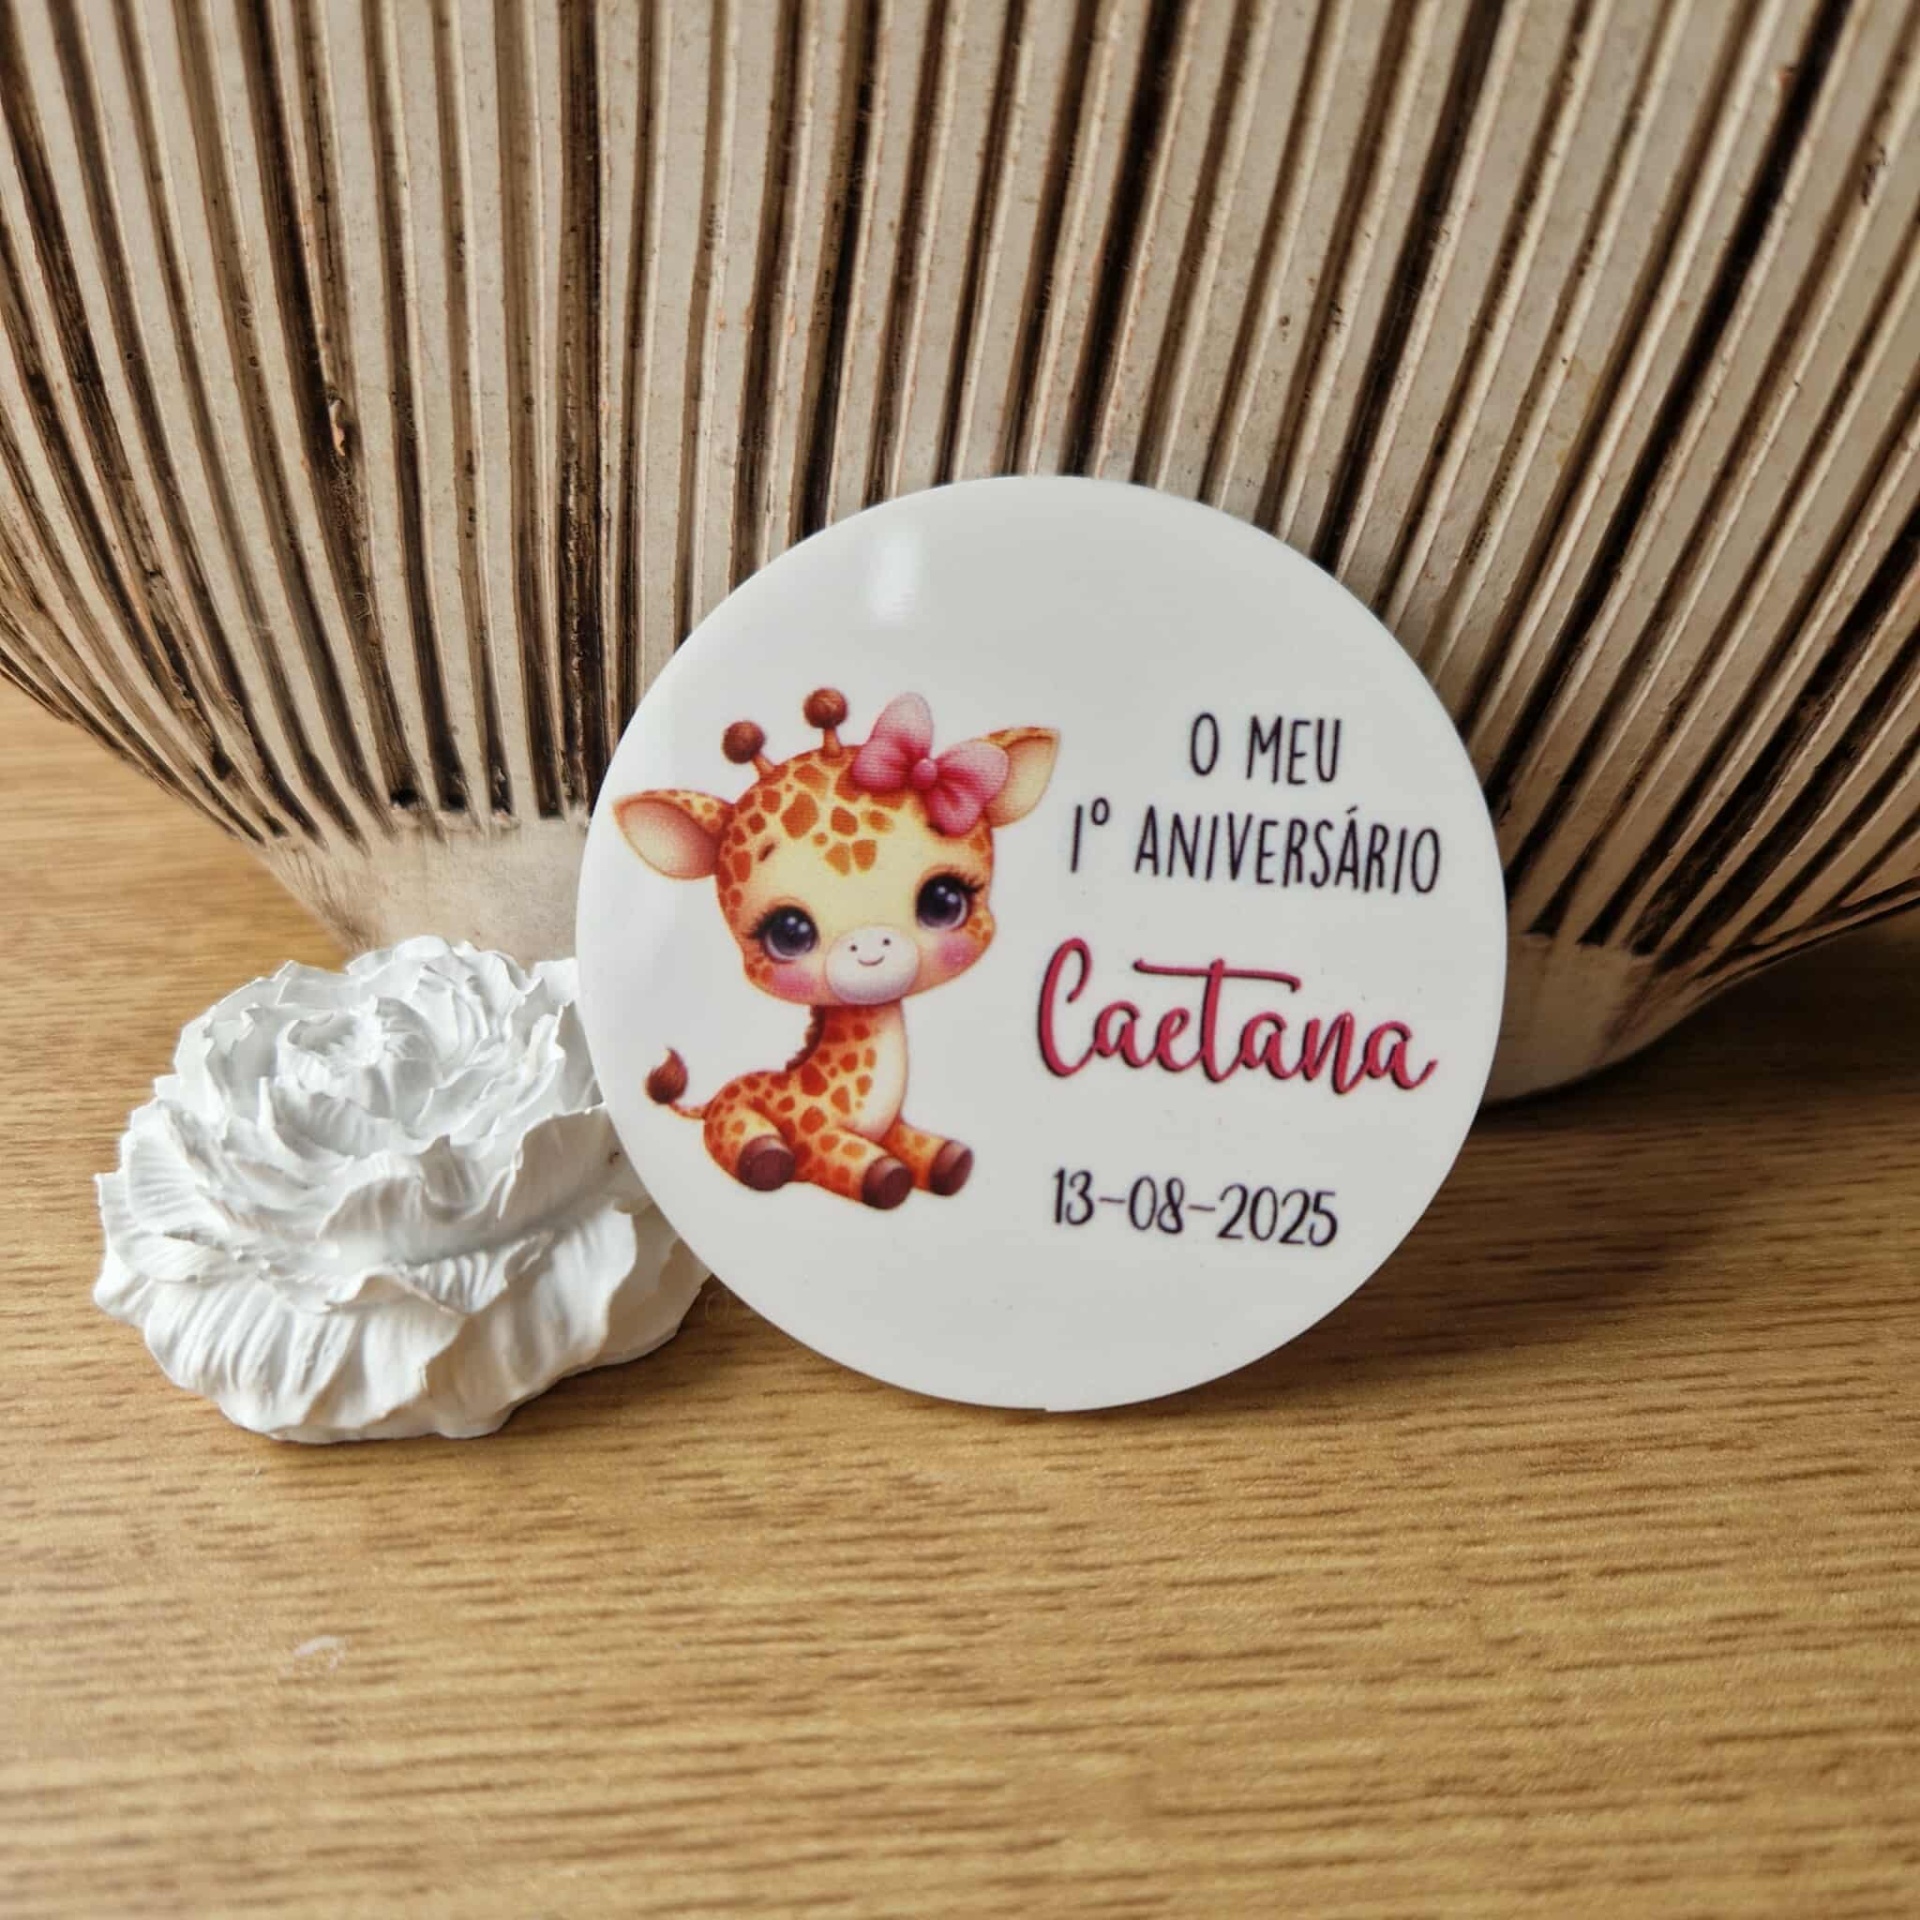 O MEU
1º ANIVERSÁRIO
Caetana
13-08-2025